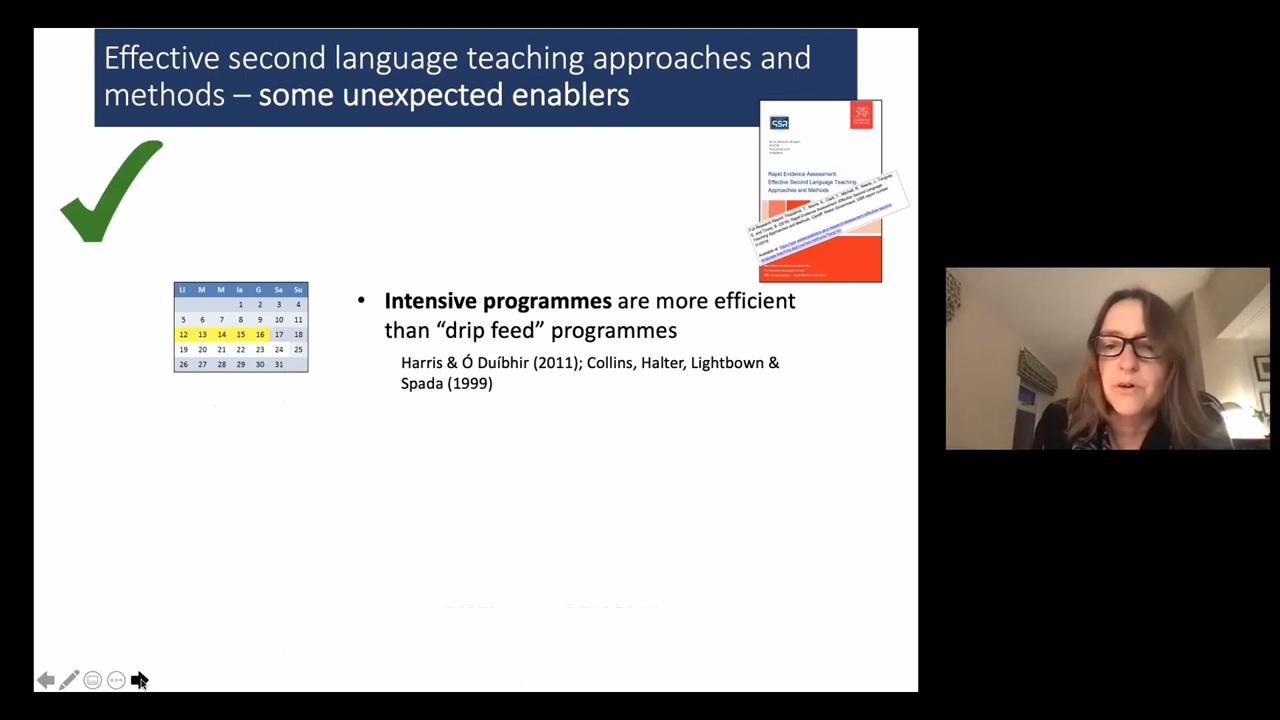 Effective second language teaching approaches and
methods – some unexpected enablers
GSR
Rapid Evidence Assessment:
Effective Second Language Teaching
Approaches and Methods
Available at:
Ll M M Ia G Sa Su
1 2 3 4
5 6 7 8 9 10 11
12 13 14 15 16 17 18
19 20 21 22 23 24 25
26 27 28 29 30 31
• Intensive programmes are more efficient
than “drip feed” programmes
Harris & Ó Duíbhir (2011); Collins, Halter, Lightbown &
Spada (1999)